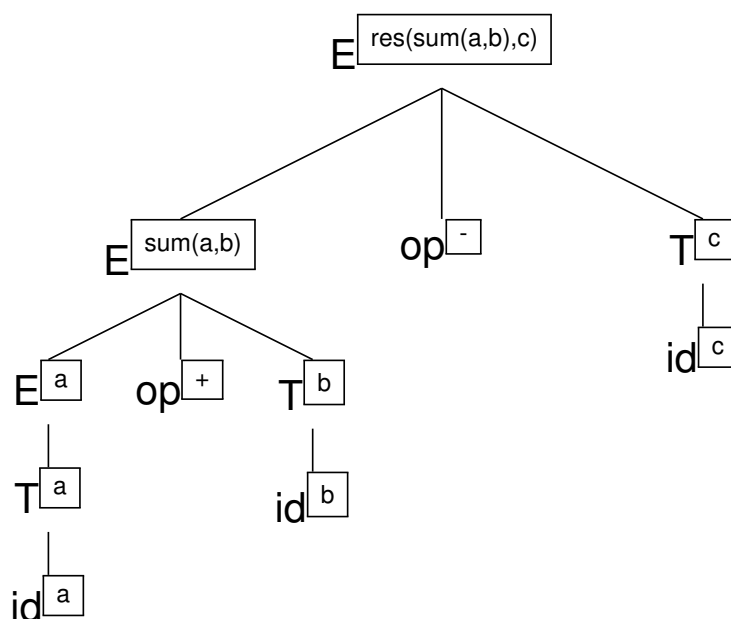 E res(sum(a,b),c)
E sum(a,b) op - T c
id c
E a op + T b
T a id b
id a